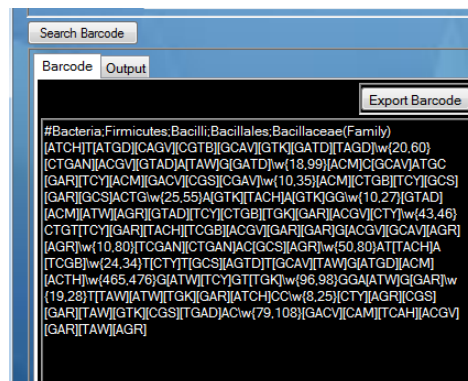 Search Barcode
Barcode
Output
Export Barcode
#Bacteria;Firmicutes;Bacilli;Bacillales;Bacillaceae(Family)
[ATCH]T[ATGD][CAGV][CGTB][GCAV][GTK][GATD][TAGD]\w{20,60}
[CTGAN][ACGV][GTAD]A[TAW]G[GATD]\w{18,99}[ACM]C[GCAV]ATGC
[GAR][TCY][ACM][GACV][CGS][CGAV]\w{10,35}[ACM][CTGB][TCY][GCS]
[GAR][GCS]ACTG\w{25,55}A[GTK][TACH]A[GTK]GG\w{10,27}[GTAD]
[ACM][ATW][AGR][GTAD][TCY][CTGB][TGK][GAR][ACGV][CTY]\w{43,46}
CTGT[TCY][GAR][TACH][TCGB][ACGV][GAR][GAR]G[ACGV][GCAV][AGR]
[AGR]\w{10,80}[TCGAN][CTGAN]AC[GCS][AGR]\w{50,80}AT[TACH]A
[TCGB]\w{24,34}T[CTY]T[GCS][AGTD]T[GCAV][TAW]G[ATGD][ACM]
[ACTH]\w{465,476}G[ATW][TCY]GT[TGK]\w{96,98}GGA[ATW]G[GAR]\w
{19,28}T[TAW][ATW][TGK][GAR][ATCH]CC\w{8,25}[CTY][AGR][CGS]
[GAR][TAW][GTK][CGS][TGAD]AC\w{79,108}[GACV][CAM][TCAH][ACGV]
[GAR][TAW][AGR]